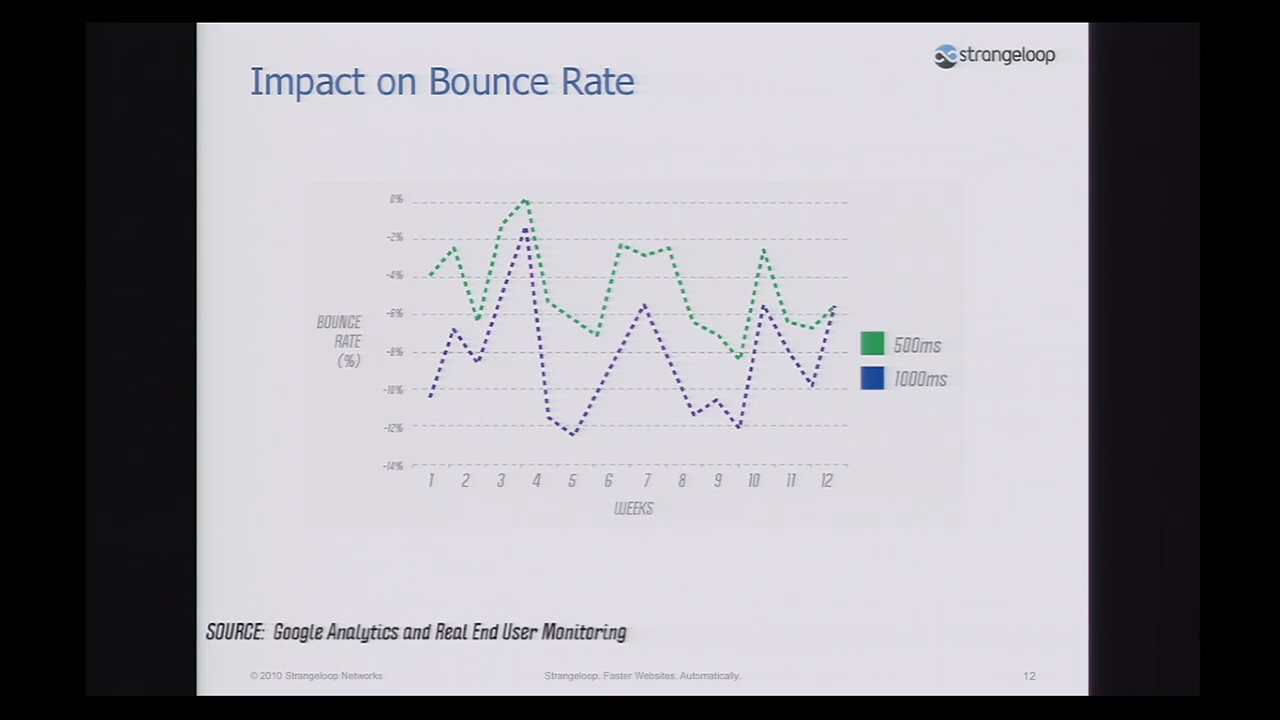 strangeloop
Impact on Bounce Rate
0%
-2%
-4%
-6%
-8%
-10%
-12%
-14%
BOUNCE
RATE
(%)
500ms
1000ms
1 2 3 4 5 6 7 8 9 10 11 12
WEEKS
SOURCE: Google Analytics and Real End User Monitoring
© 2010 Strangeloop Networks
Strangeloop. Faster Websites. Automatically.
12